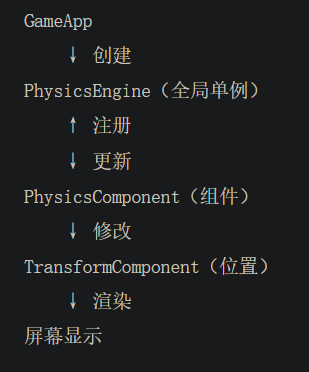 GameApp
↓ 创建
PhysicsEngine（全局单例）
↑ 注册
↓ 更新
PhysicsComponent（组件）
↓ 修改
TransformComponent（位置）
↓ 渲染
屏幕显示